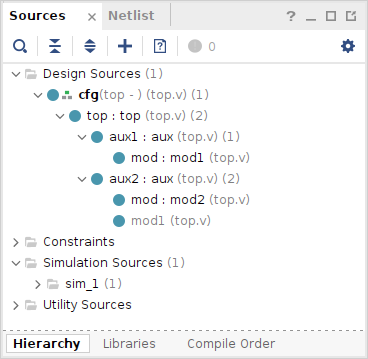 Sources × Netlist ? _
0
Design Sources (1)
cfg(top - ) (top.v) (1)
top : top (top.v) (2)
aux1 : aux (top.v) (1)
mod : mod1 (top.v)
aux2 : aux (top.v) (2)
mod : mod2 (top.v)
mod1 (top.v)
Constraints
Simulation Sources (1)
sim_1 (1)
Utility Sources
Hierarchy Libraries Compile Order